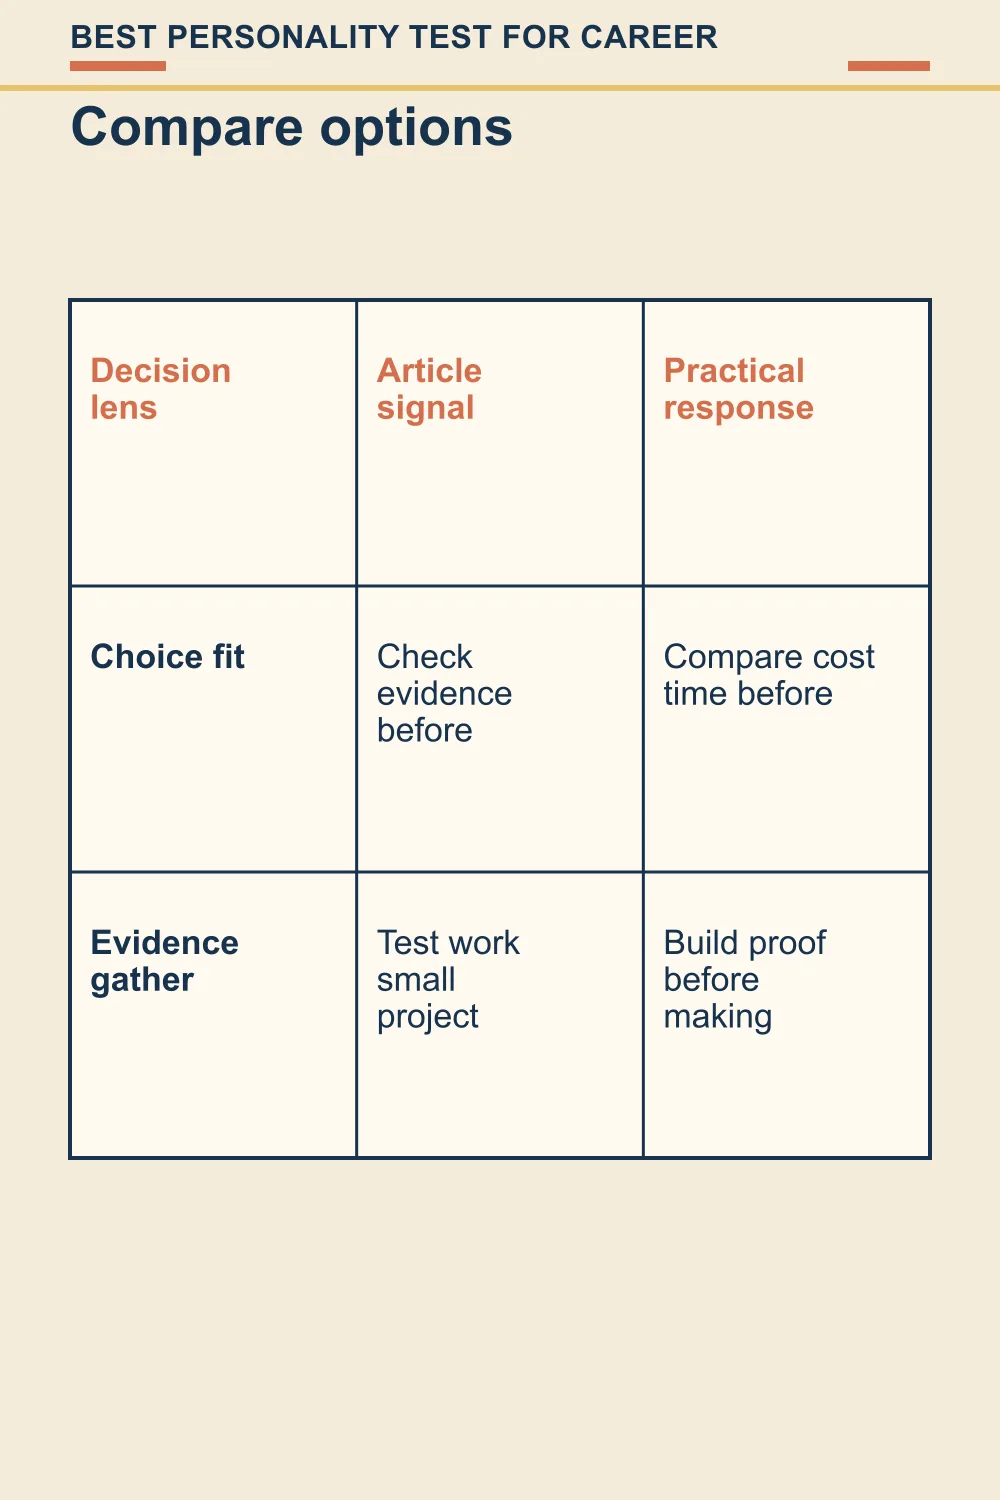 BEST PERSONALITY TEST FOR CAREER
Compare options
Decision
lens
Article
signal
Practical
response
Choice fit
Check
evidence
before
Compare cost
time before
Evidence
gather
Test work
small
project
Build proof
before
making